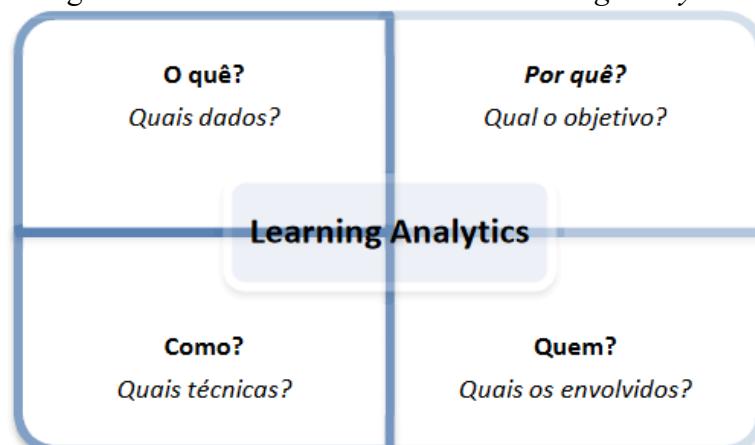 O quê?
Quais dados?
Por quê?
Qual o objetivo?
Learning Analytics
Como?
Quais técnicas?
Quem?
Quais os envolvidos?